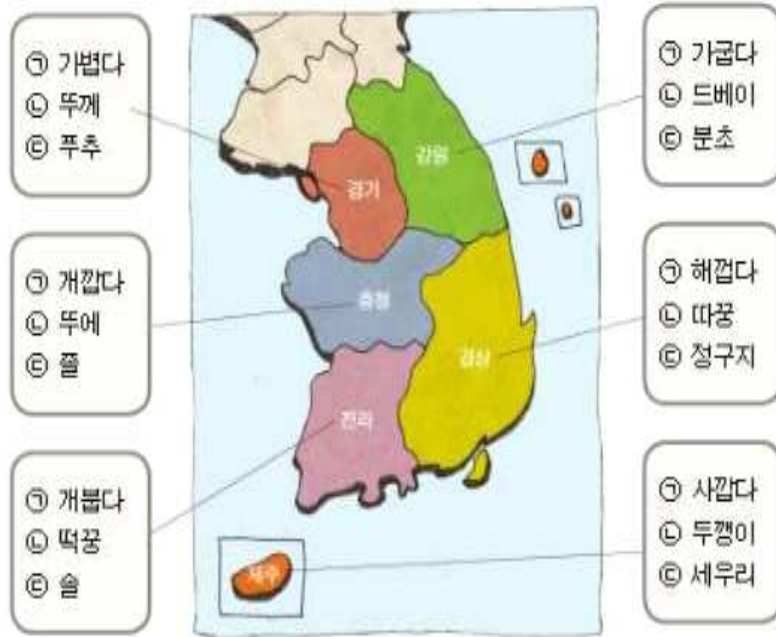 ㉠ 가볍다
㉡ 뚜께
㉢ 푸추
㉠ 가굽다
㉡ 드베이
㉢ 분초
강원
경기
㉠ 개깝다
㉡ 뚜에
㉢ 쫄
㉠ 해껍다
㉡ 따꿍
㉢ 정구지
충청
경상
전라
㉠ 개붑다
㉡ 떡꿍
㉢ 솔
㉠ 사깝다
㉡ 두껭이
㉢ 세우리
제주